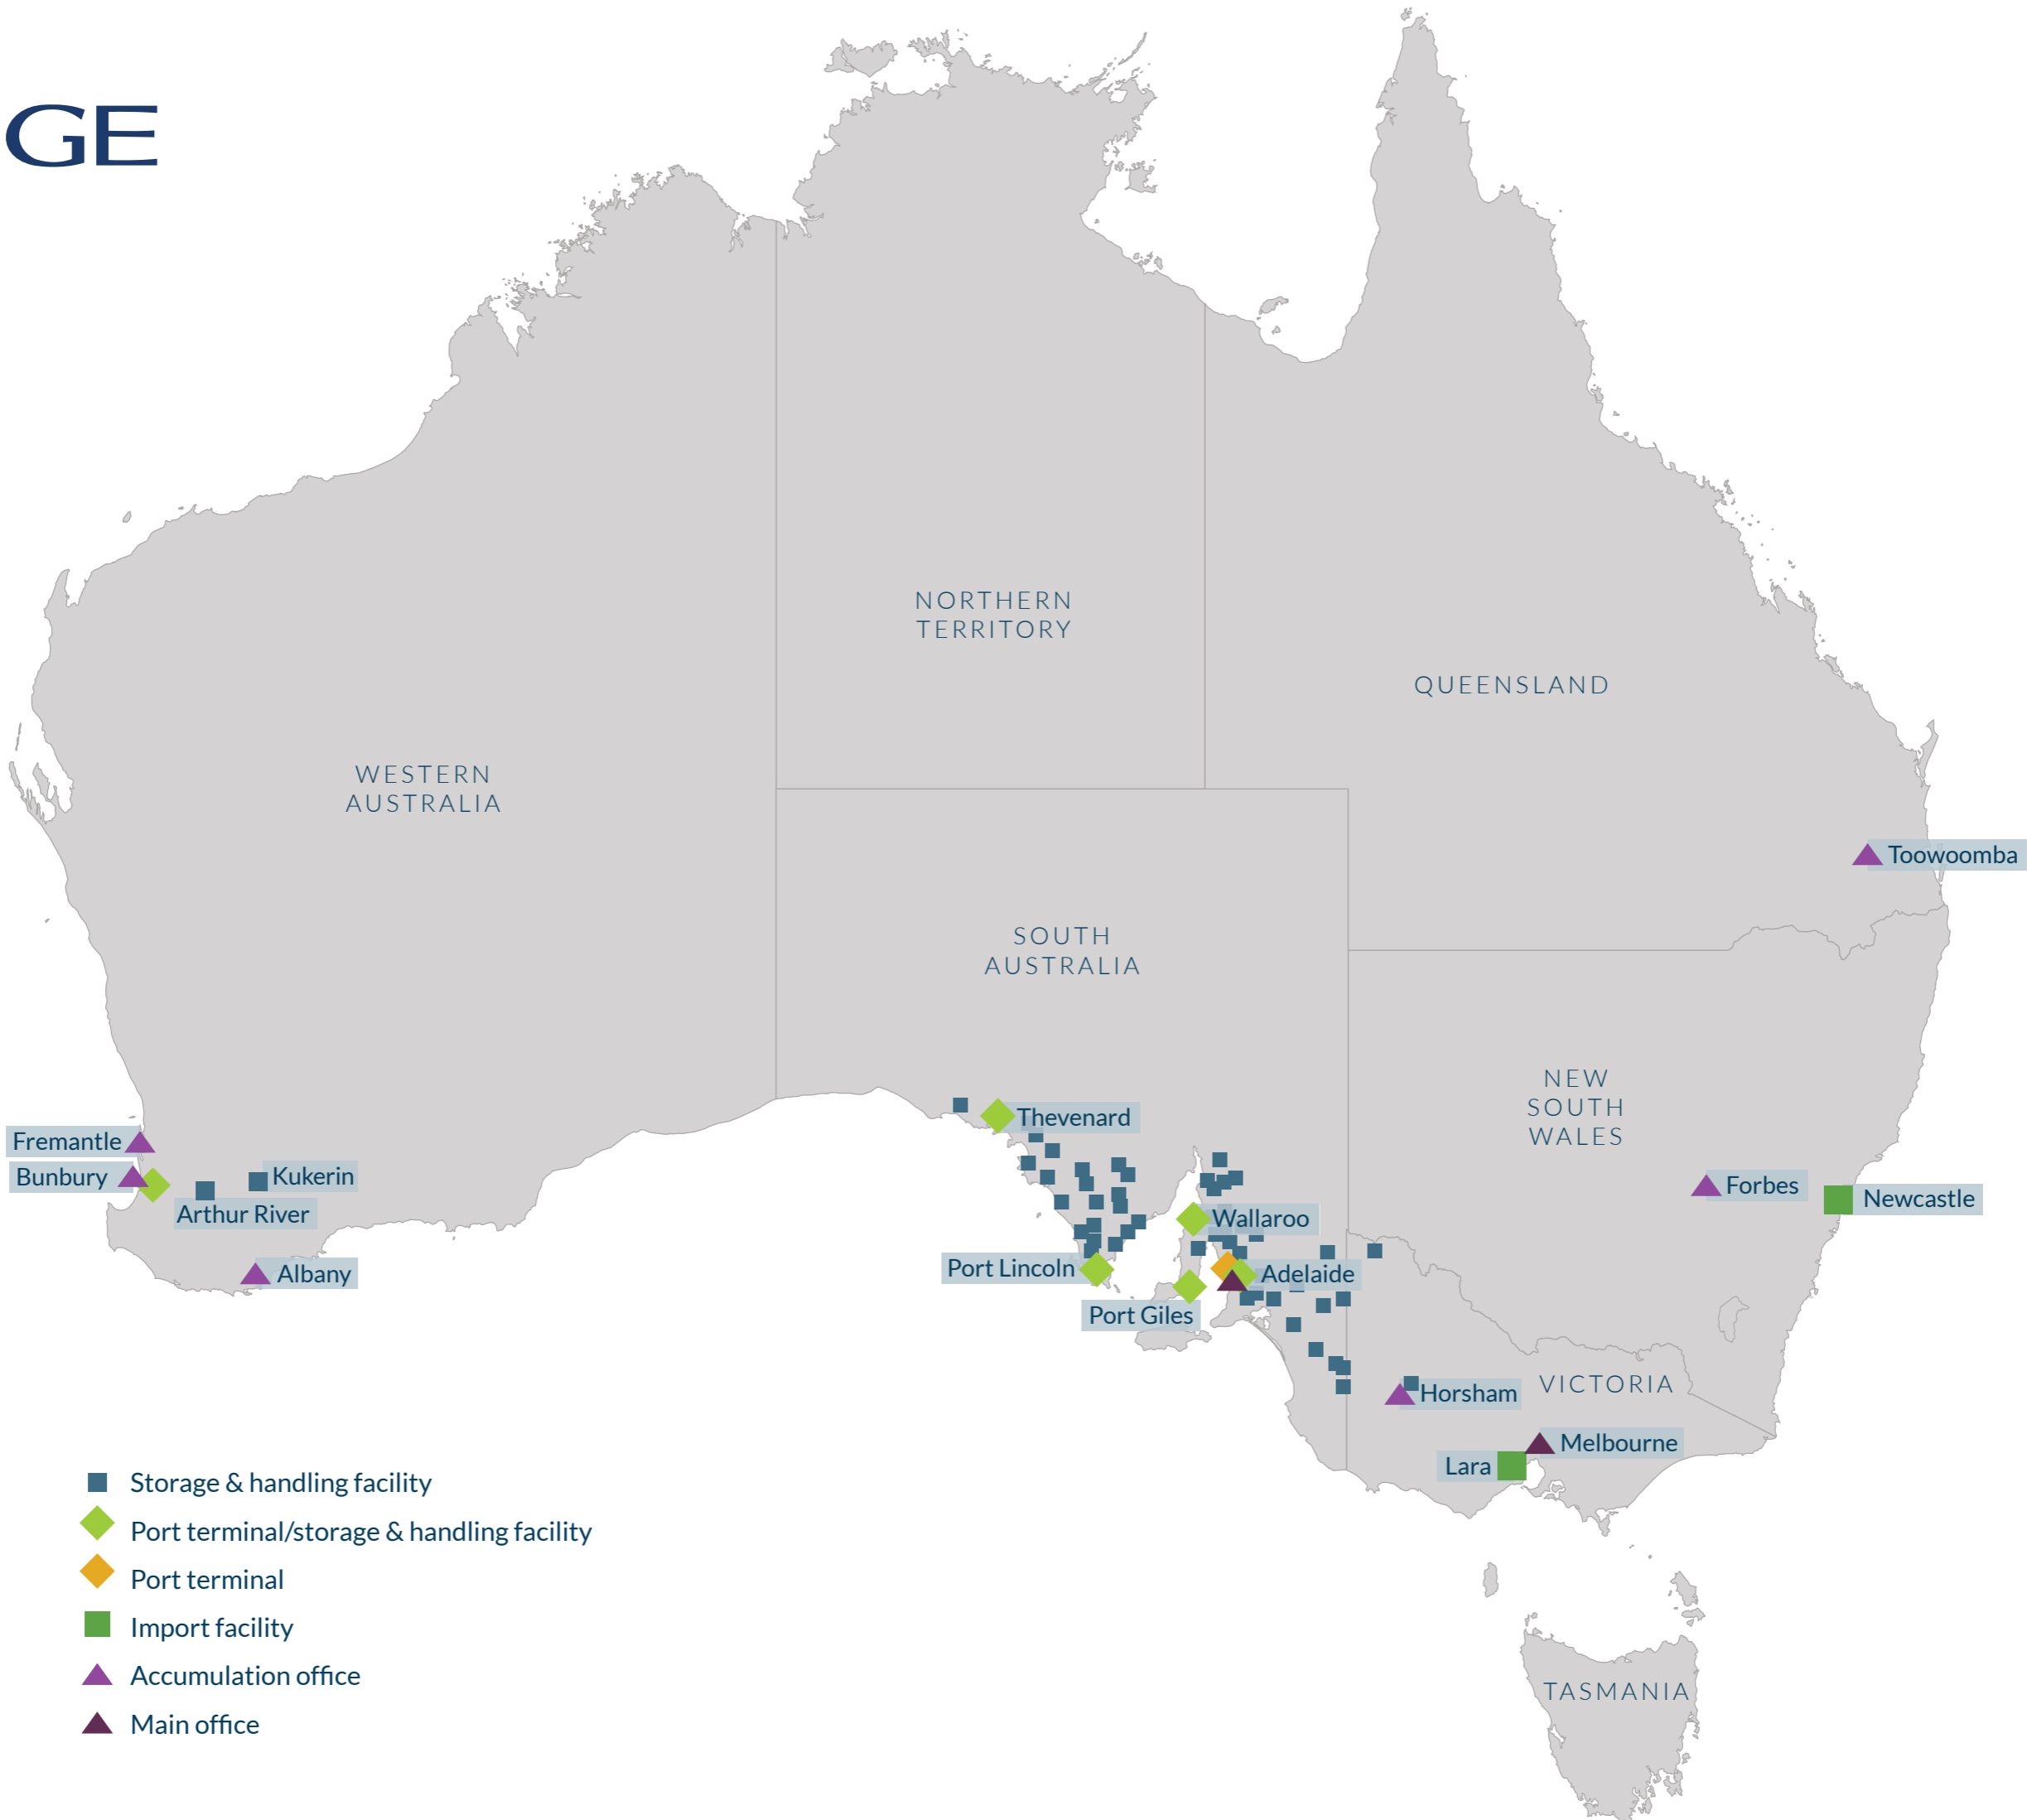 GE
NORTHERN
TERRITORY
QUEENSLAND
WESTERN
AUSTRALIA
Toowoomba
SOUTH
AUSTRALIA
NEW
SOUTH
WALES
Thevenard
Fremantle
Bunbury
Kukerin
Arthur River
Forbes
Newcastle
Wallaroo
Albany
Port Lincoln
Adelaide
Port Giles
VICTORIA
Horsham
Melbourne
Lara
Storage & handling facility
Port terminal/storage & handling facility
Port terminal
Import facility
Accumulation office
Main office
TASMANIA